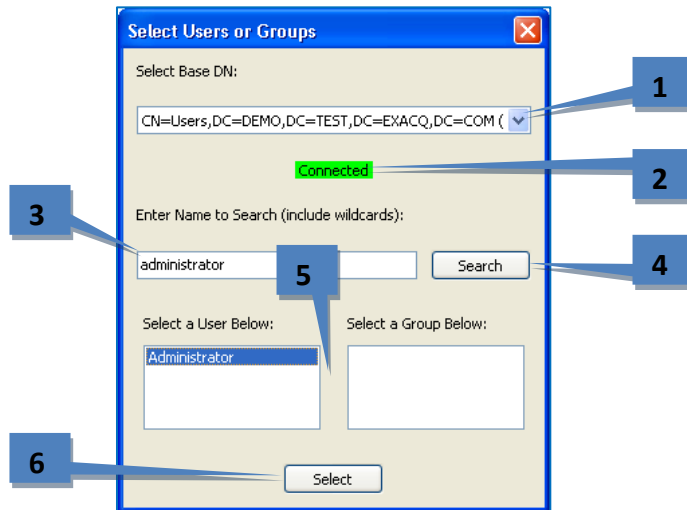 Select Users or Groups
Select Base DN:
1
CN=Users,DC=DEMO,DC=TEST,DC=EXACQ,DC=COM (
Connected
2
3
Enter Name to Search (include wildcards):
administrator
5
Search
4
Select a User Below:
Select a Group Below:
Administrator
6
Select